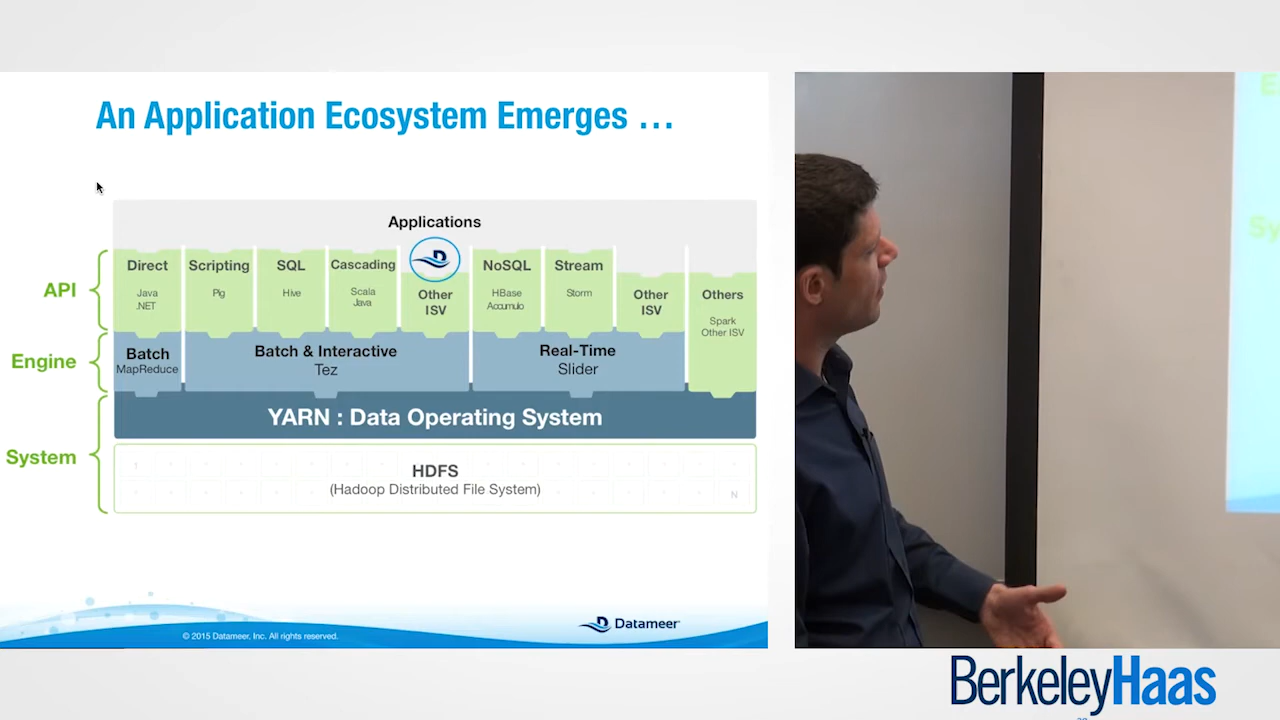 An Application Ecosystem Emerges …
Applications
API
Direct
Java
.NET
Scripting
Pig
SQL
Hive
Cascading
Scala
Java
Other
ISV
NoSQL
HBase
Accumulo
Stream
Storm
Other
ISV
Others
Spark
Other ISV
Engine
Batch
MapReduce
Batch & Interactive
Tez
Real-Time
Slider
YARN : Data Operating System
System
1
HDFS
(Hadoop Distributed File System)
N
© 2015 Datameer, Inc. All rights reserved.
Datameer
BerkeleyHaas